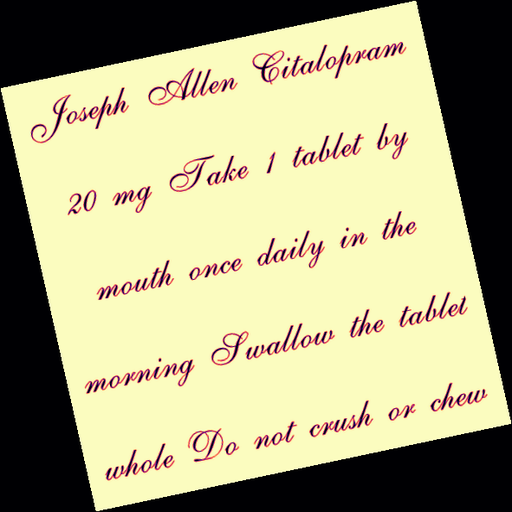 Joseph Allen Citalopram
20 mg Take 1 tablet by
mouth once daily in the
morning Swallow the tablet
whole Do not crush or chew